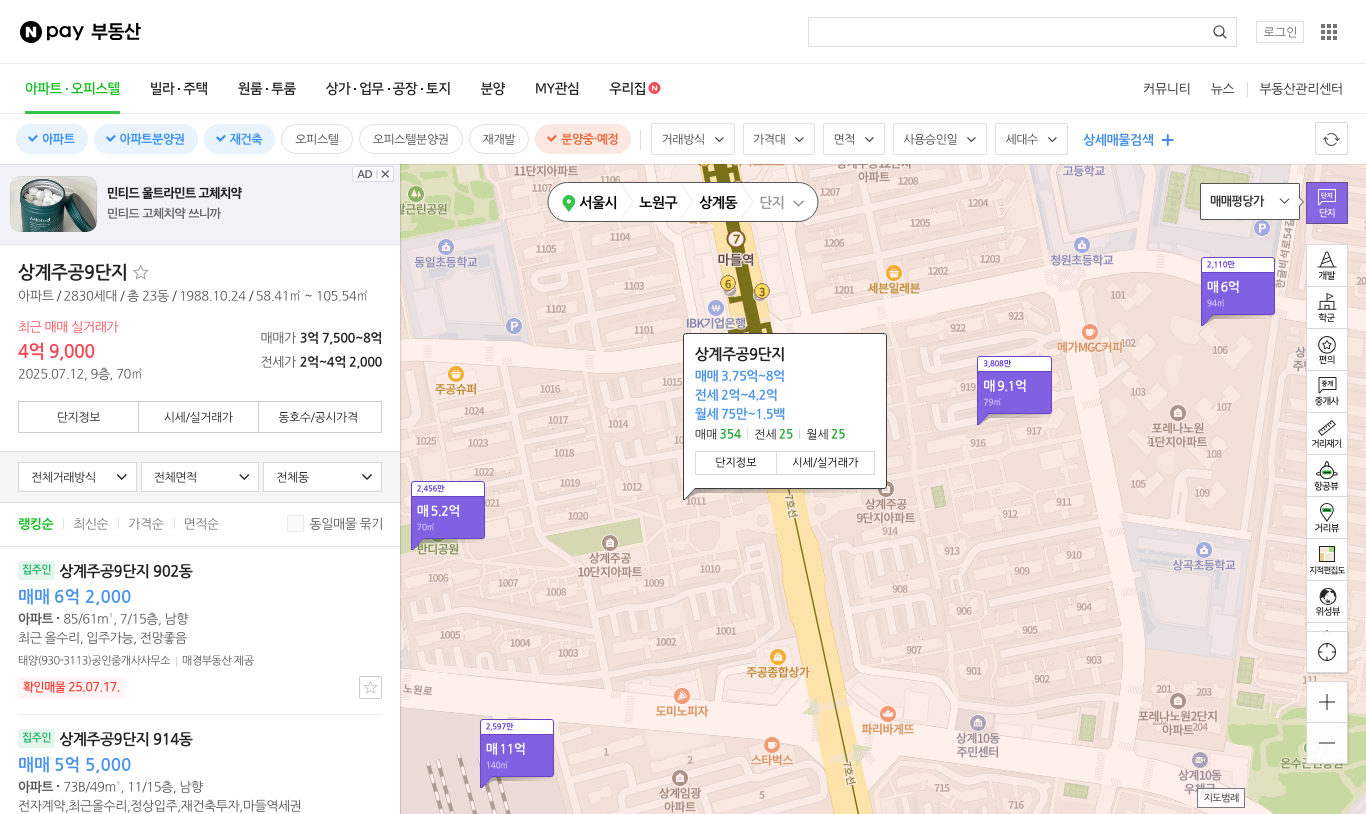 N pay 부동산
로그인
아파트·오피스텔 빌라·주택 원룸·투룸 상가·업무·공장·토지 분양 MY관심 우리집 N
커뮤니티 뉴스 부동산관리센터
아파트 아파트분양권 재건축 오피스텔 오피스텔분양권 재개발 분양중·예정 거래방식 가격대 면적 사용승인일 세대수 상세매물검색
AD
민티드 울트라민트 고체치약
민티드 고체치약 쓰니까
상계주공9단지
아파트 / 2830세대 / 총 23동 / 1988.10.24 / 58.41㎡ ~ 105.54㎡
최근 매매 실거래가
4억 9,000
2025.07.12, 9층, 70㎡
매매가 3억 7,500~8억
전세가 2억~4억 2,000
단지정보 시세/실거래가 동호수/공시가격
전체거래방식 전체면적 전체동
랭킹순 최신순 가격순 면적순 동일매물 묶기
집주인 상계주공9단지 902동
매매 6억 2,000
아파트 · 85/61m², 7/15층, 남향
최근 올수리, 입주가능, 전망좋음
태양(930-3113)공인중개사사무소 매경부동산 제공
확인매물 25.07.17.
집주인 상계주공9단지 914동
매매 5억 5,000
아파트 · 73B/49m², 11/15층, 남향
전자계약,최근올수리,정상입주,재건축투자,마들역세권
서울시 노원구 상계동 단지
매매평당가
단지
단지
개발
학군
편의
중개
중개사
거리재기
항공뷰
거리뷰
지적편집도
위성뷰
지도범례
상계주공9단지
매매 3.75억~8억
전세 2억~4.2억
월세 75만~1.5백
매매 354 전세 25 월세 25
단지정보 시세/실거래가
2,110만
매 6억
94㎡
3,808만
매 9.1억
79㎡
2,456만
매 5.2억
70㎡
2,597만
매 11억
140㎡
11단지아파트
아파트
고등학교
발근린공원
동일초등학교
7
마들역
6
3
IBK기업은행
세븐일레븐
청원초등학교
한글비석로54길
P
P
메가MGC커피
주공슈퍼
포레나노원
1단지아파트
상계주공
9단지아파트
상계주공
10단지아파트
반디공원
상곡초등학교
주공종합상가
노원로
도미노피자
파리바게뜨
스타벅스
상계10동
주민센터
포레나노원2단지
아파트
상계10동
상계임광
아파트
7호선
7호선
1206
1201
1202
1203
1101
1103
1104
1109
101
102
106
1024
1017
1025
1018
1022
1021
1020
1011
1010
1009
1008
1007
1002
1001
1003
1004
1005
919
916
917
912
913
911
908
906
905
907
901
902
903
204
203
201
111
715
716
1
2
5